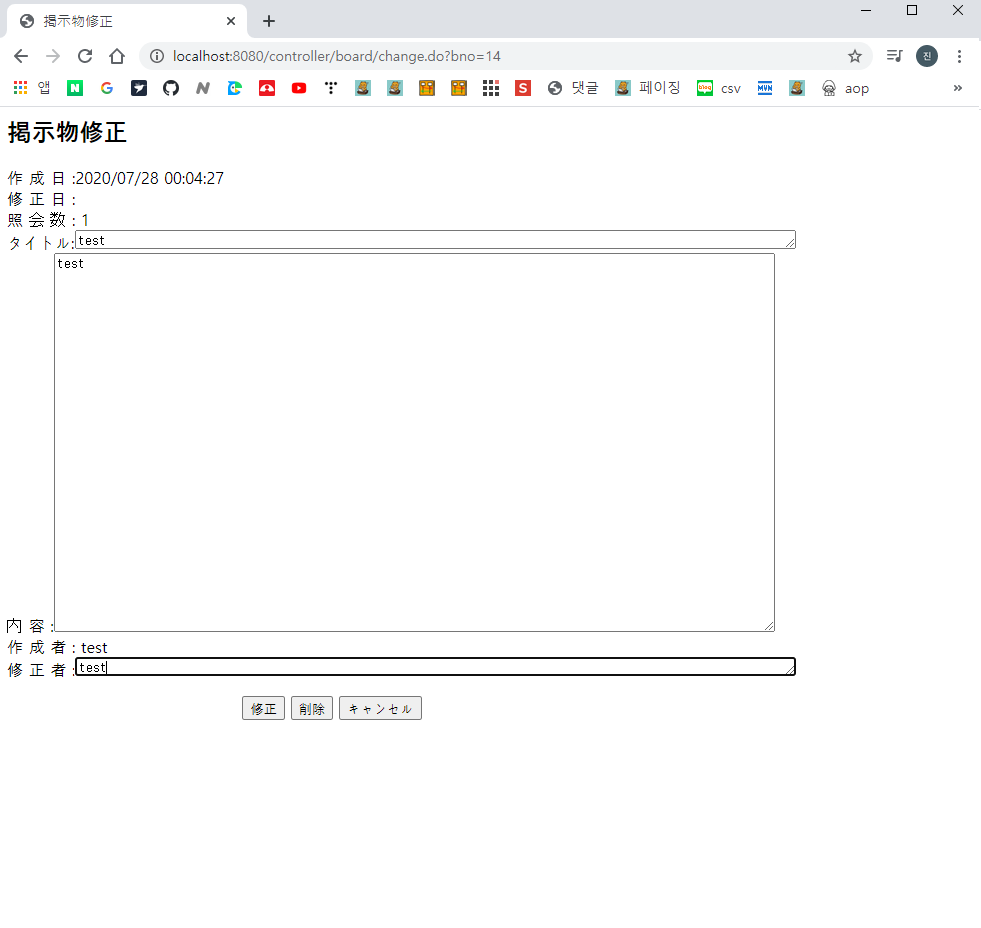 掲示物修正
localhost:8080/controller/board/change.do?bno=14
진
앱 댓글 페이징 csv aop
掲示物修正
作 成 日 :2020/07/28 00:04:27
修 正 日 :
照 会 数 : 1
タイトル:test
test
内 容 :
作 成 者 : test
修 正 者 :test
修正 削除 キャンセル